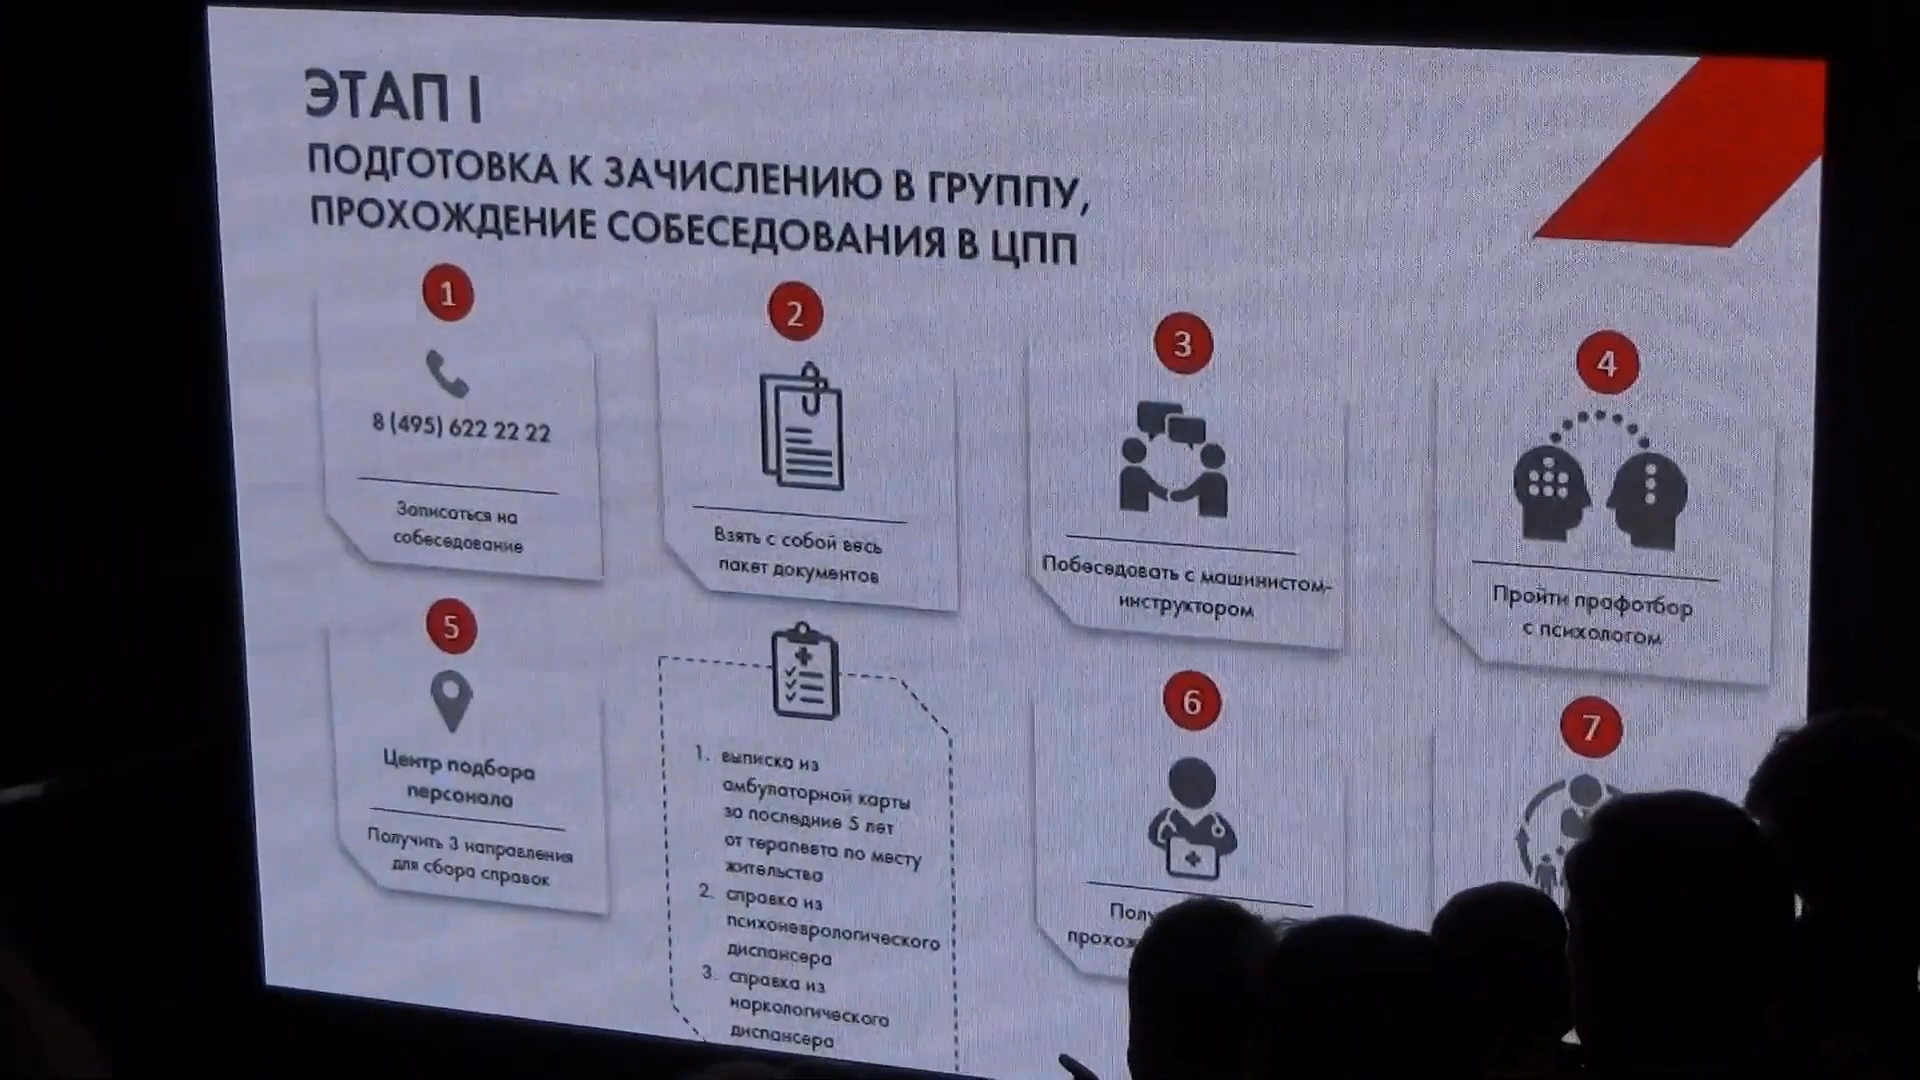 ЭТАП I
ПОДГОТОВКА К ЗАЧИСЛЕНИЮ В ГРУППУ,
ПРОХОЖДЕНИЕ СОБЕСЕДОВАНИЯ В ЦПП
1
8 (495) 622 22 22
Записаться на
собеседование
2
Взять с собой весь
пакет документов
3
Побеседовать с машинистом-
инструктором
4
Пройти прафотбор
с психологом
5
Центр подбора
персонала
Получить 3 направления
для сбора справок
1. выписка из
амбулаторной карты
за последние 5 лет
от терапевта по месту
жительства
2. справка из
психоневрологического
диспансера
3. справка из
наркологического
диспансера
6
7